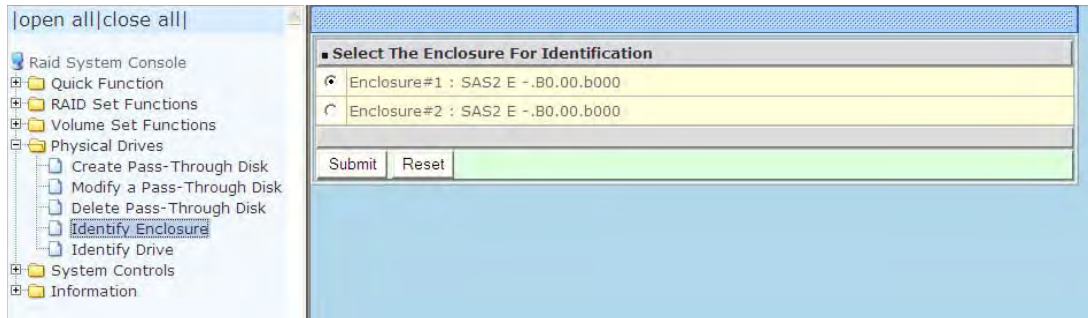 |open all|close all|
Raid System Console
Quick Function
RAID Set Functions
Volume Set Functions
Physical Drives
Create Pass-Through Disk
Modify a Pass-Through Disk
Delete Pass-Through Disk
Identify Enclosure
Identify Drive
System Controls
Information
Select The Enclosure For Identification
Enclosure#1 : SAS2 E -.B0.00.b000
Enclosure#2 : SAS2 E -.B0.00.b000
Submit Reset